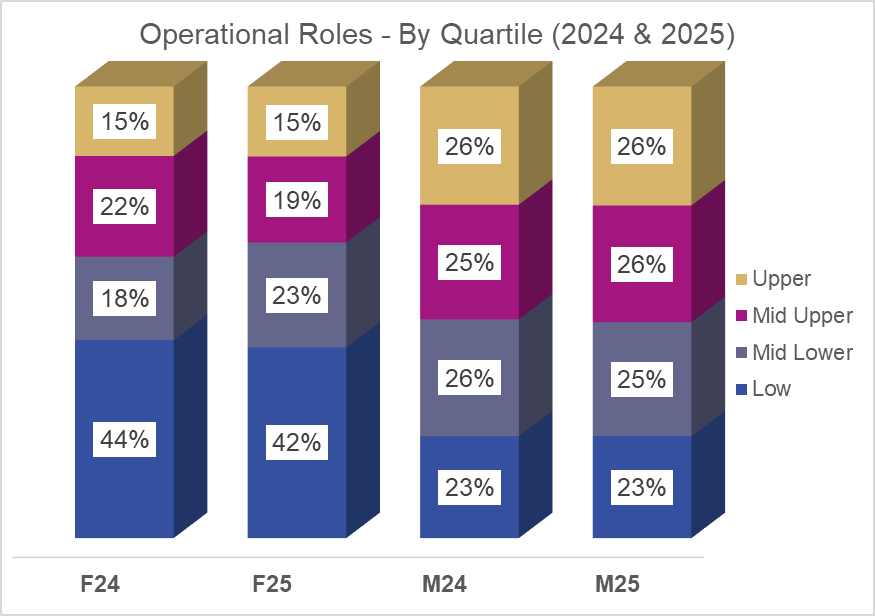 Operational Roles - By Quartile (2024 & 2025)
15%
15%
26%
26%
22%
19%
25%
26%
18%
23%
26%
25%
44%
42%
23%
23%
Upper
Mid Upper
Mid Lower
Low
F24
F25
M24
M25